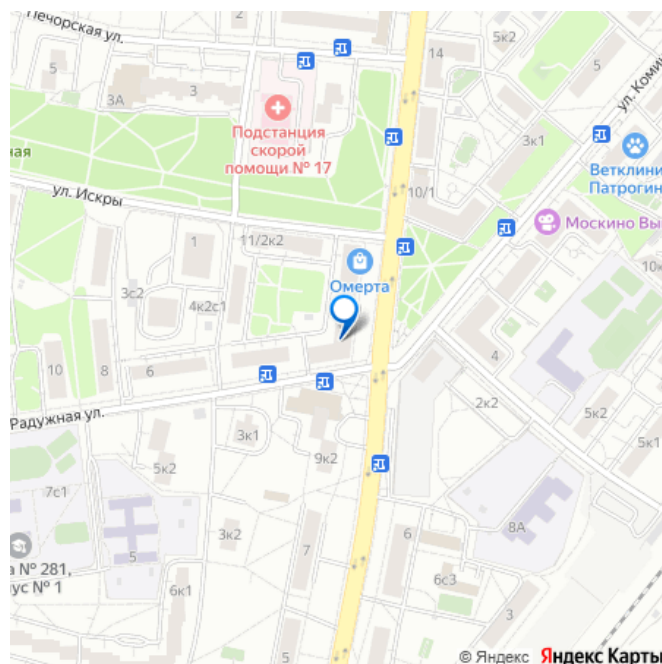 Печорская ул.
2к2
14
5к2
5
ул. Коми
5
3А
3
3к1
Подстанция
скорой
помощи № 17
Ветклини
Патрогин
ная
10/1
ул. Искры
Москино Вы
1
11/2к2
10к
Омерта
3с2
4к2с1
4
10
8
6
2к2
5к2
Радужная ул.
3к1
5к1
9к2
5к2
7с1
3к2
8А
7
6
а № 281,
ус № 1
5
6с3
3
6к1
5
© Яндекс Яндекс Карты